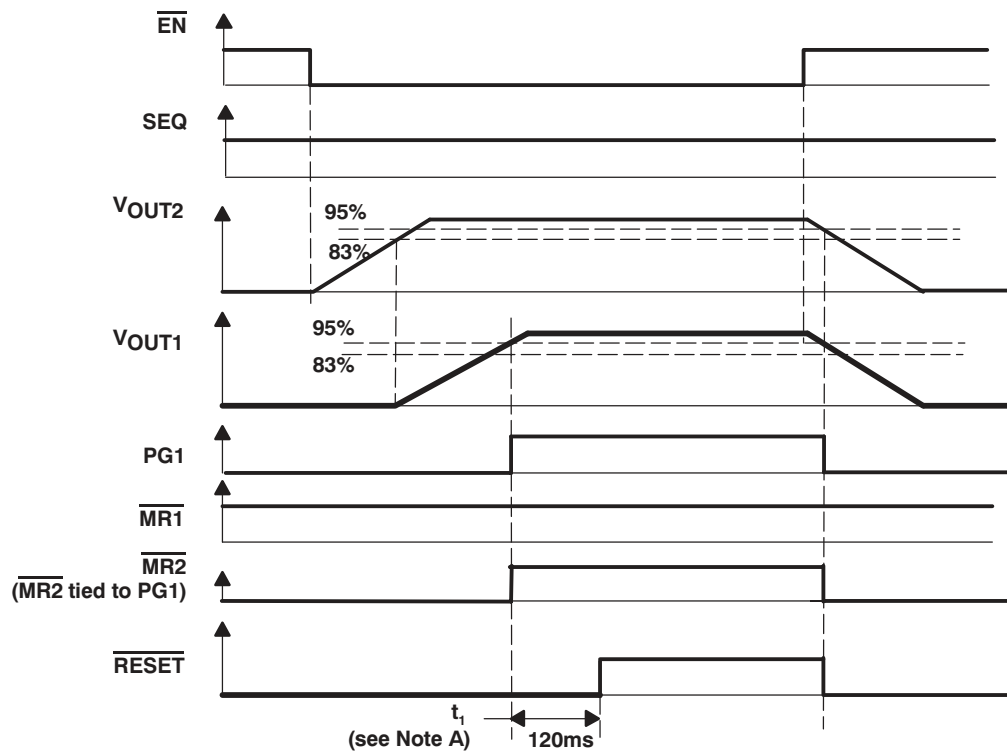 EN
SEQ
VOUT2
95%
83%
VOUT1
95%
83%
PG1
MR1
MR2
(MR2 tied to PG1)
RESET
t1
(see Note A)
120ms